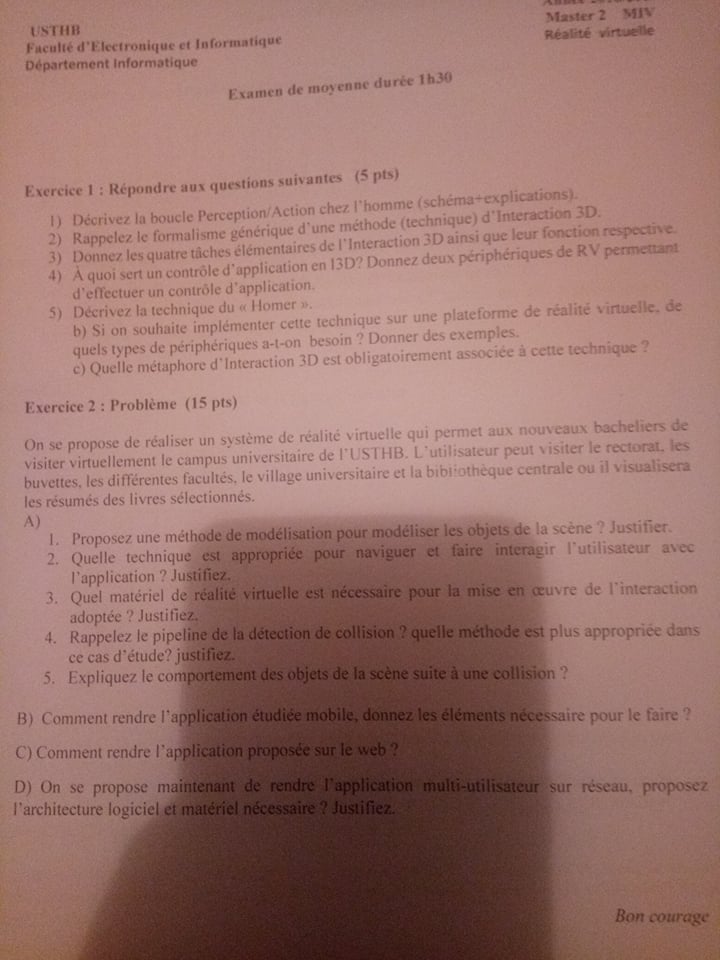 USTHB
Faculté d'Electronique et Informatique
Département Informatique
Master 2 MIV
Réalité virtuelle
Examen de moyenne durée 1h30
Exercice 1 : Répondre aux questions suivantes (5 pts)
1) Décrivez la boucle Perception/Action chez l'homme (schéma+explications).
2) Rappelez le formalisme générique d'une méthode (technique) d'Interaction 3D.
3) Donnez les quatre tâches élémentaires de l'Interaction 3D ainsi que leur fonction respective.
4) À quoi sert un contrôle d'application en I3D? Donnez deux périphériques de RV permettant
d'effectuer un contrôle d'application.
5) Décrivez la technique du « Homer ».
b) Si on souhaite implémenter cette technique sur une plateforme de réalité virtuelle, de
quels types de périphériques a-t-on besoin ? Donner des exemples.
c) Quelle métaphore d'Interaction 3D est obligatoirement associée à cette technique ?
Exercice 2 : Problème (15 pts)
On se propose de réaliser un système de réalité virtuelle qui permet aux nouveaux bacheliers de
visiter virtuellement le campus universitaire de l'USTHB. L'utilisateur peut visiter le rectorat, les
buvettes, les différentes facultés, le village universitaire et la bibliothèque centrale ou il visualisera
les résumés des livres sélectionnés.
A)
1. Proposez une méthode de modélisation pour modéliser les objets de la scène ? Justifier.
2. Quelle technique est appropriée pour naviguer et faire interagir l'utilisateur avec
l'application ? Justifiez.
3. Quel matériel de réalité virtuelle est nécessaire pour la mise en œuvre de l'interaction
adoptée ? Justifiez.
4. Rappelez le pipeline de la détection de collision ? quelle méthode est plus appropriée dans
ce cas d'étude? justifiez.
5. Expliquez le comportement des objets de la scène suite à une collision ?
B) Comment rendre l'application étudiée mobile, donnez les éléments nécessaire pour le faire ?
C) Comment rendre l'application proposée sur le web ?
D) On se propose maintenant de rendre l'application multi-utilisateur sur réseau, proposez
l'architecture logiciel et matériel nécessaire ? Justifiez.
Bon courage